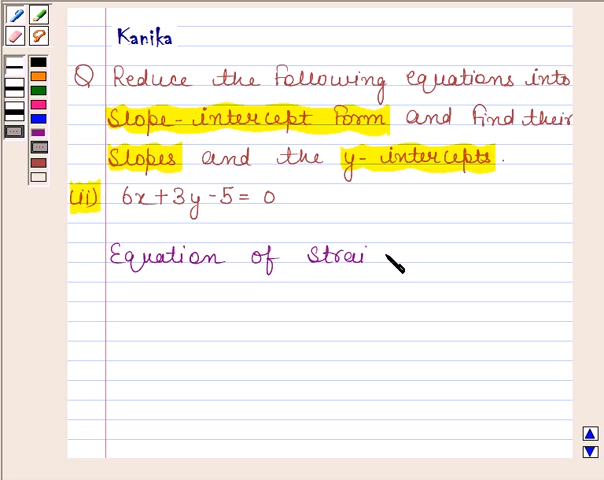 Kanika
Q Reduce the following equations into
Slope-intercept form and find their
Slopes and the y-intercepts.
(ii) 6x+3y-5=0
Equation of Strai